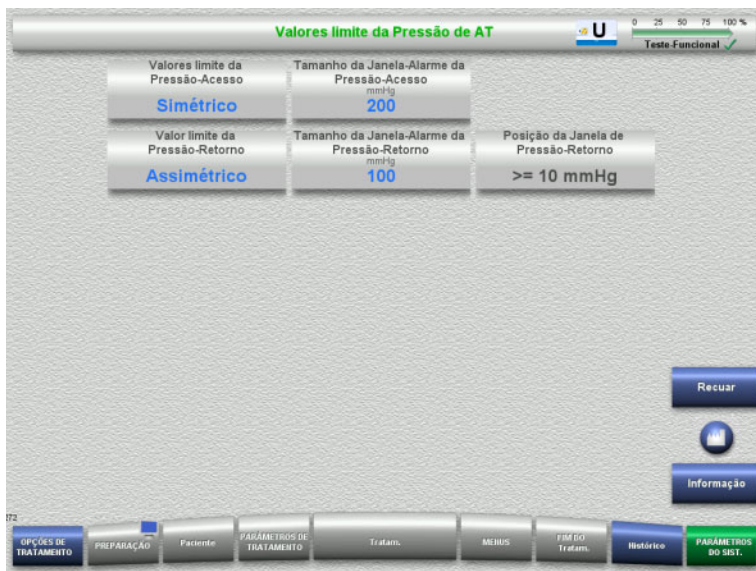 Valores limite da Pressão de AT
U
0 25 50 75 100 %
Teste-Funcional
Valores limite da
Pressão-Acesso
Simétrico
Tamanho da Janela-Alarme da
Pressão-Acesso
mmHg
200
Valor limite da
Pressão-Retorno
Assimétrico
Tamanho da Janela-Alarme da
Pressão-Retorno
mmHg
100
Posição da Janela de
Pressão-Retorno
>= 10 mmHg
Recuar
Informação
272
OPÇÕES DE
TRATAMENTO
PREPARAÇÃO
Paciente
PARÂMETROS DE
TRATAMENTO
Tratam.
MENUS
FIM DO
Tratam.
Histórico
PARÂMETROS
DO SIST.